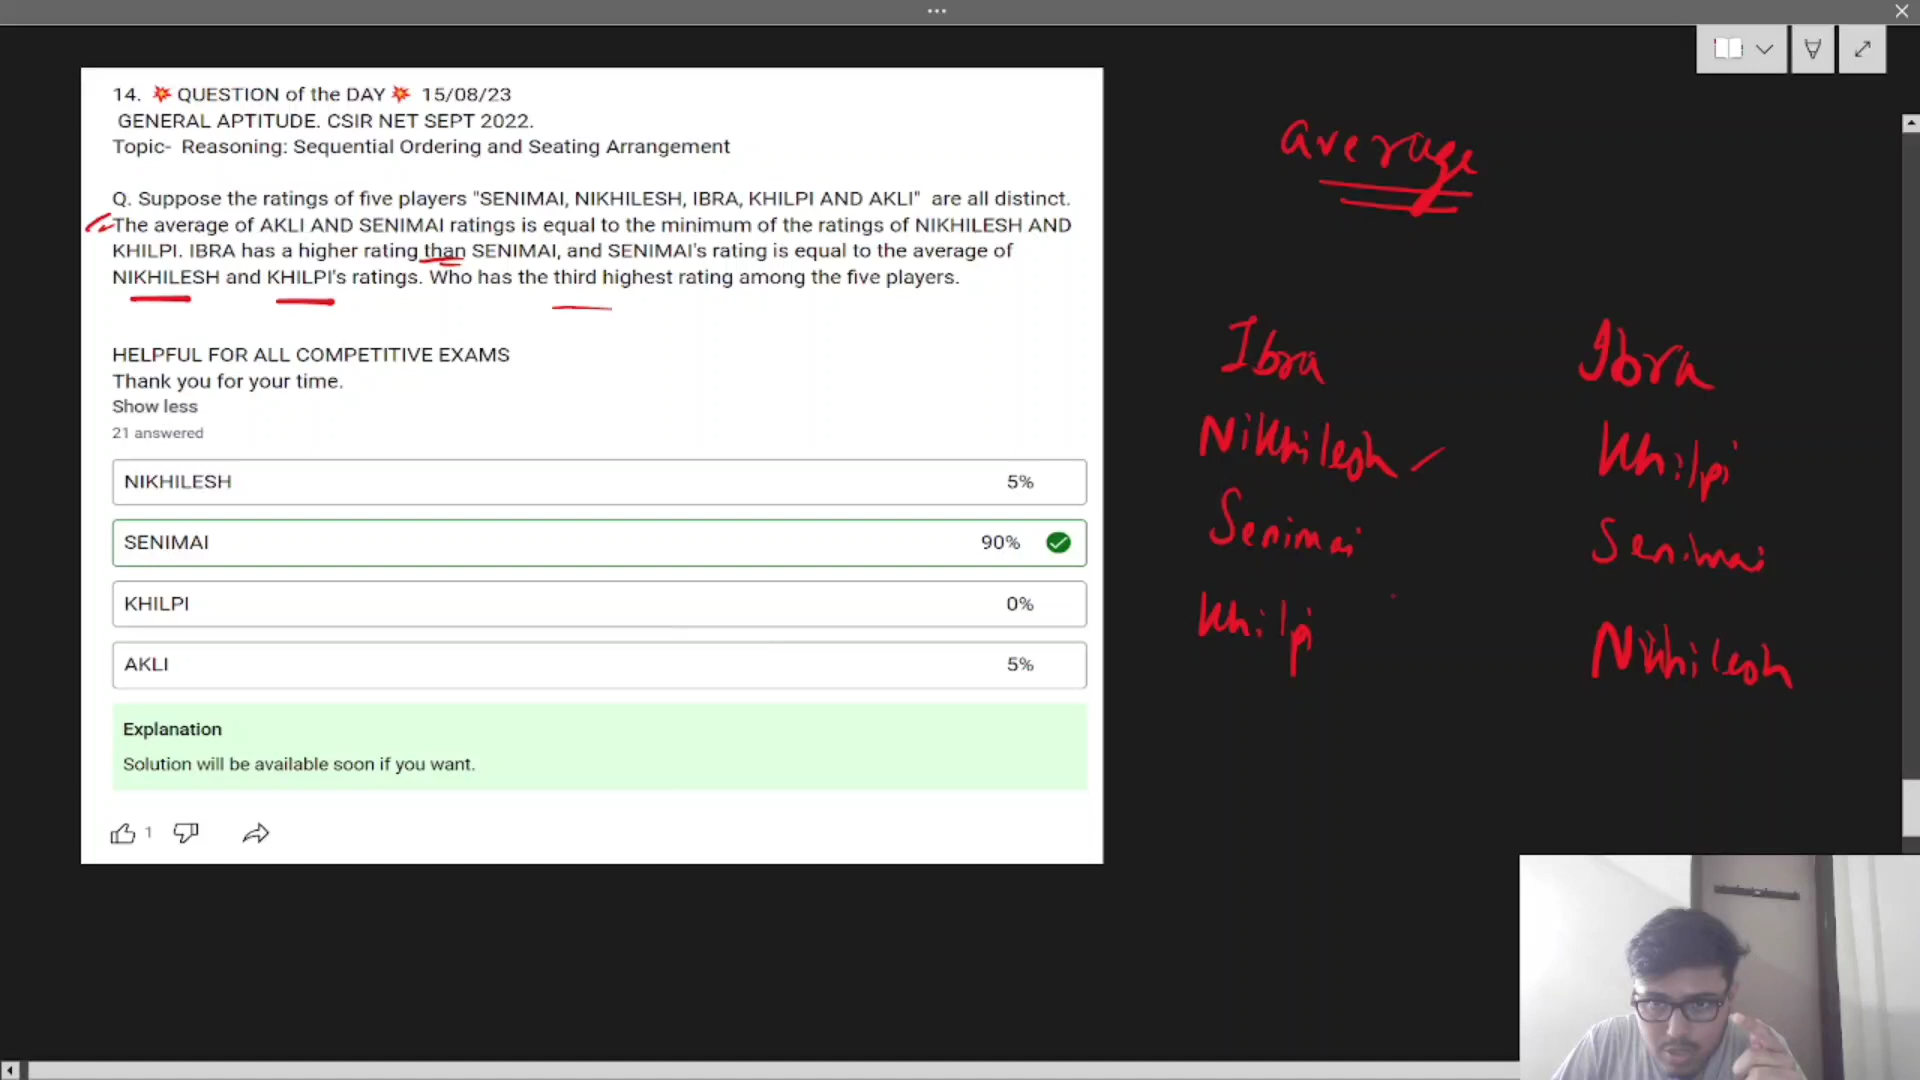 14. 💥 QUESTION of the DAY 💥 15/08/23
GENERAL APTITUDE. CSIR NET SEPT 2022.
Topic- Reasoning: Sequential Ordering and Seating Arrangement
Q. Suppose the ratings of five players "SENIMAI, NIKHILESH, IBRA, KHILPI AND AKLI" are all distinct.
The average of AKLI AND SENIMAI ratings is equal to the minimum of the ratings of NIKHILESH AND
KHILPI. IBRA has a higher rating than SENIMAI, and SENIMAI's rating is equal to the average of
NIKHILESH and KHILPI's ratings. Who has the third highest rating among the five players.
HELPFUL FOR ALL COMPETITIVE EXAMS
Thank you for your time.
Show less
21 answered
NIKHILESH 5%
SENIMAI 90%
KHILPI 0%
AKLI 5%
Explanation
Solution will be available soon if you want.
1
average
Ibra
Nikhilesh
Senimai
Khilpi
Ibra
Khilpi
Senimai
Nikhilesh